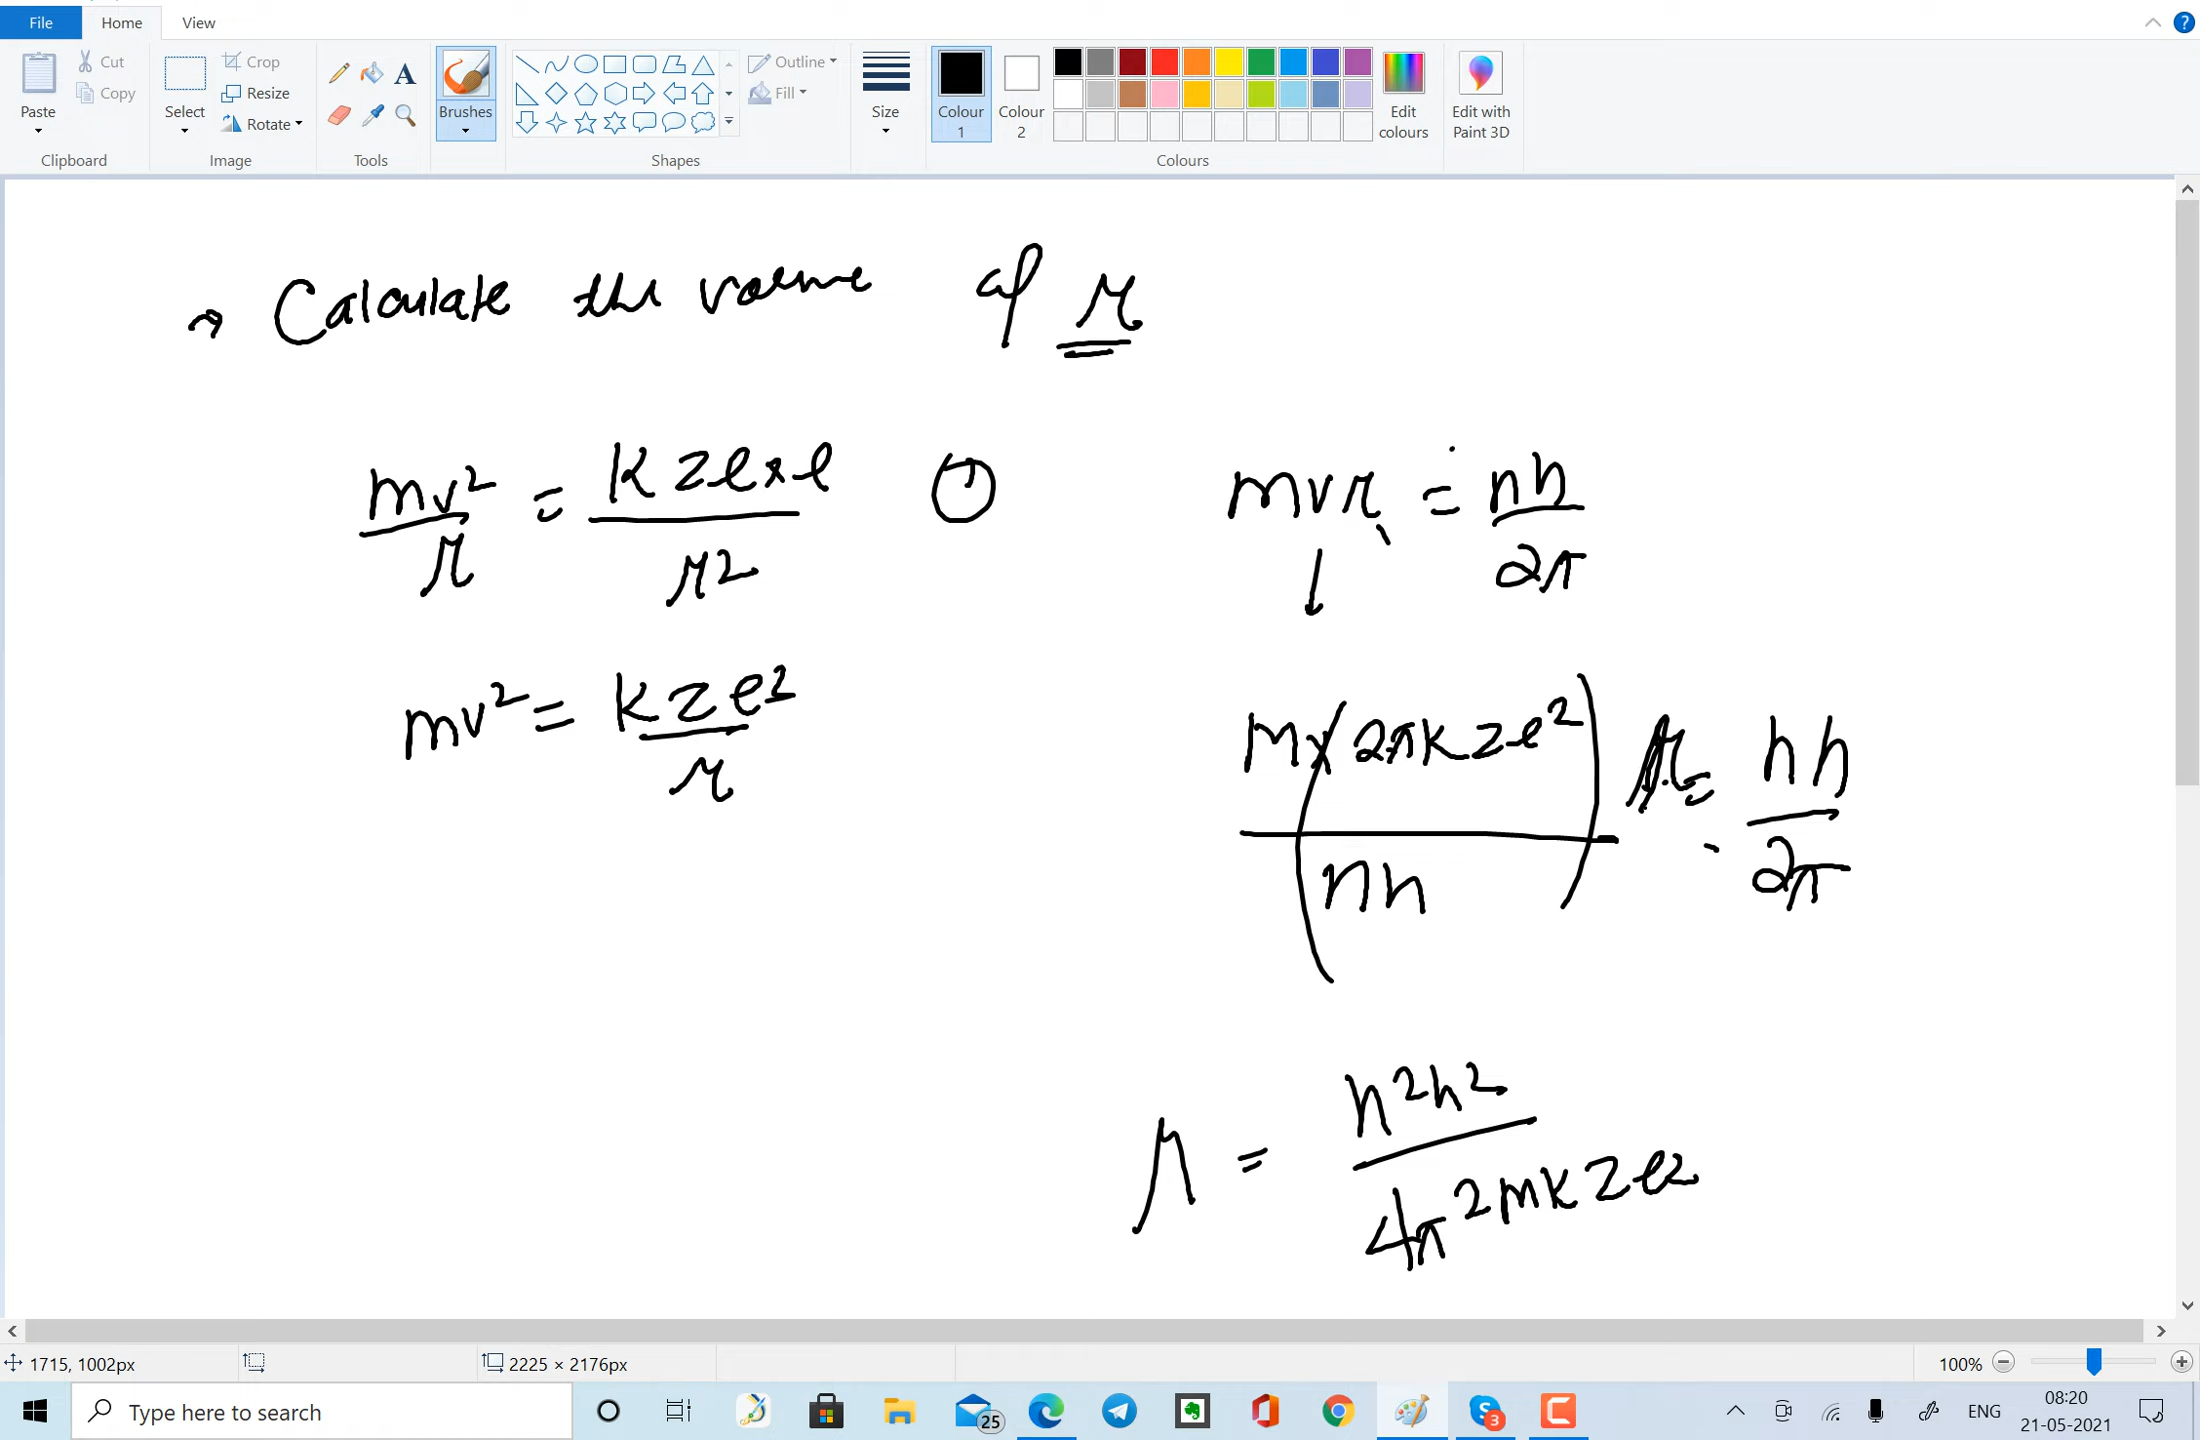 File Home View
Paste Cut Copy Select Crop Resize Rotate Brushes Outline Fill Size Colour 1 Colour 2 Edit colours Edit with Paint 3D
Clipboard Image Tools Shapes Colours
→ Calculate the value of r
mv²/r = kze×e/r² ① mvr = nh/2π
mv² = kze²/r
m×(2πkze²/nh) r = nh/2π
r = n²h²/4π²mkze2
1715, 1002px 2225 × 2176px 100%
Type here to search 25 3 ENG 08:20
21-05-2021